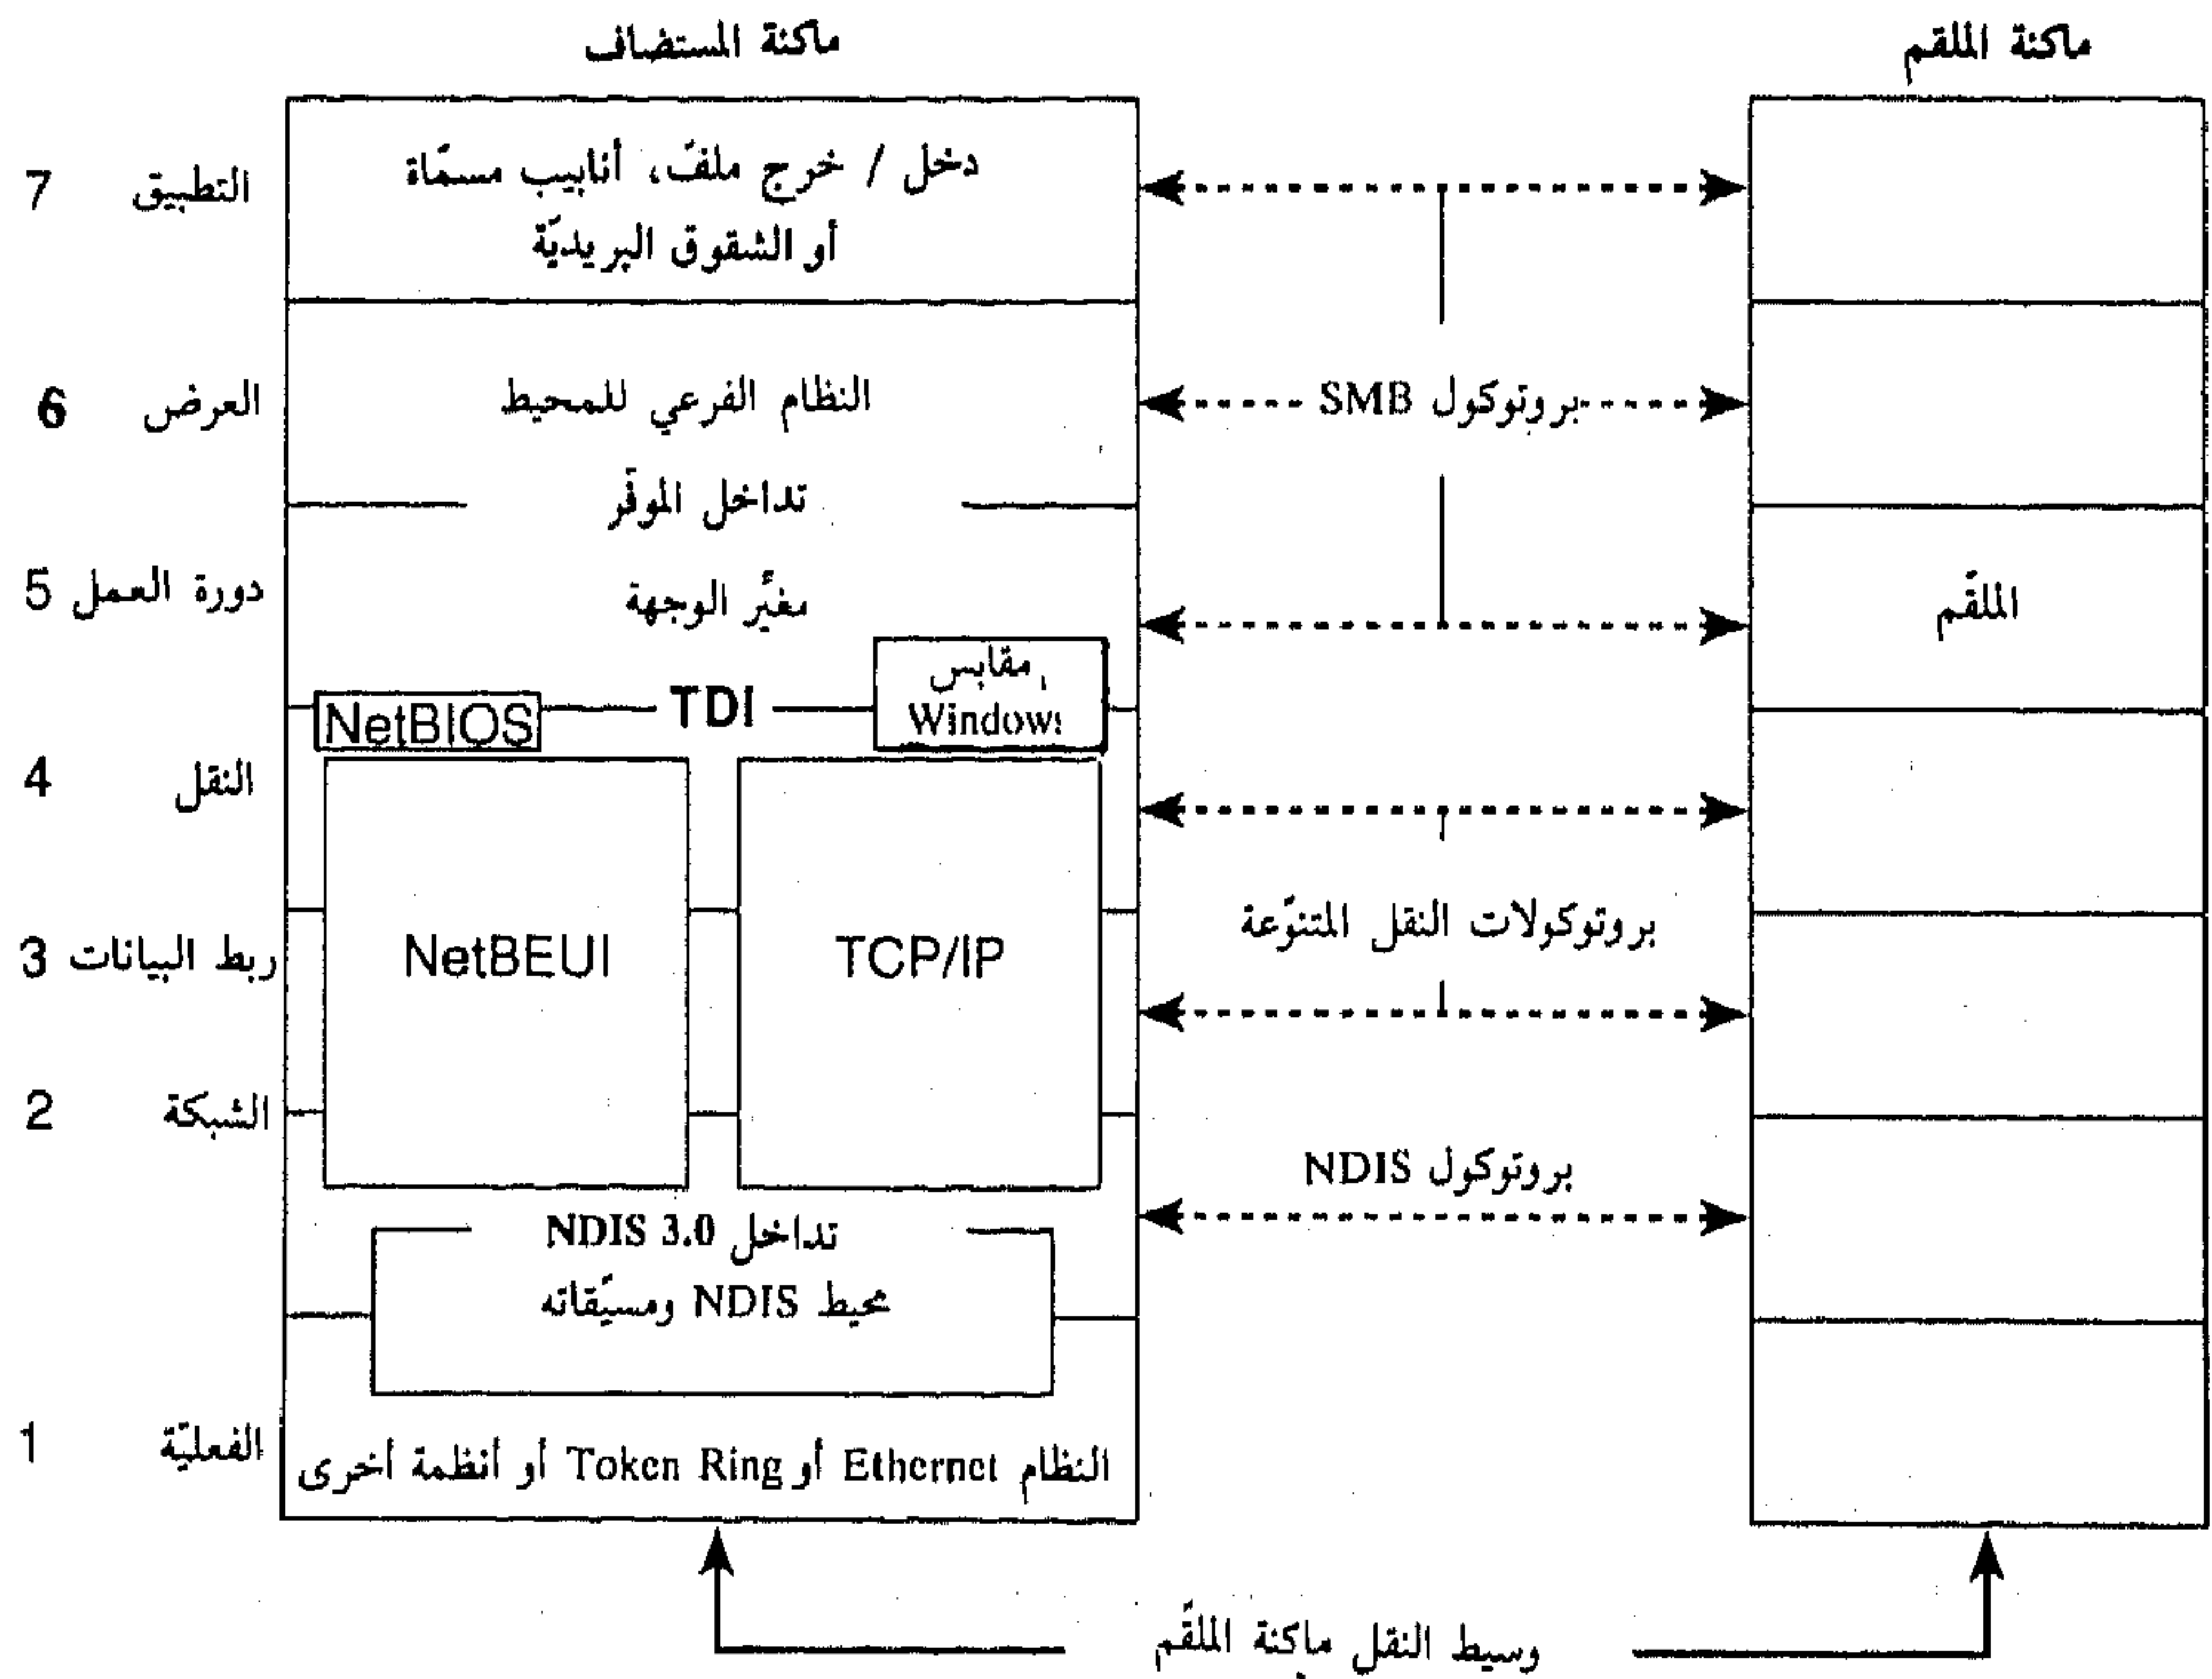 ماكنة المستضاف
ماكنة الملقم
7 التطبيق
دخل / خرج ملفّ، أنابيب مسمّاة
أو الشقوق البريديّة
6 العرض
النظام الفرعي للمحيط
بروتوكول SMB
تداخل الموفّر
5 دورة العمل
مغيّر الوجهة
الملقّم
NetBIOS
TDI
مقابس
Windows
4 النقل
بروتوكولات النقل المتنوّعة
3 ربط البيانات
NetBEUI
TCP/IP
2 الشبكة
بروتوكول NDIS
تداخل NDIS 3.0
محيط NDIS ومسيّقاته
1 الفعليّة
النظام Ethernet أو Token Ring أو أنظمة أخرى
وسيط النقل ماكنة الملقّم